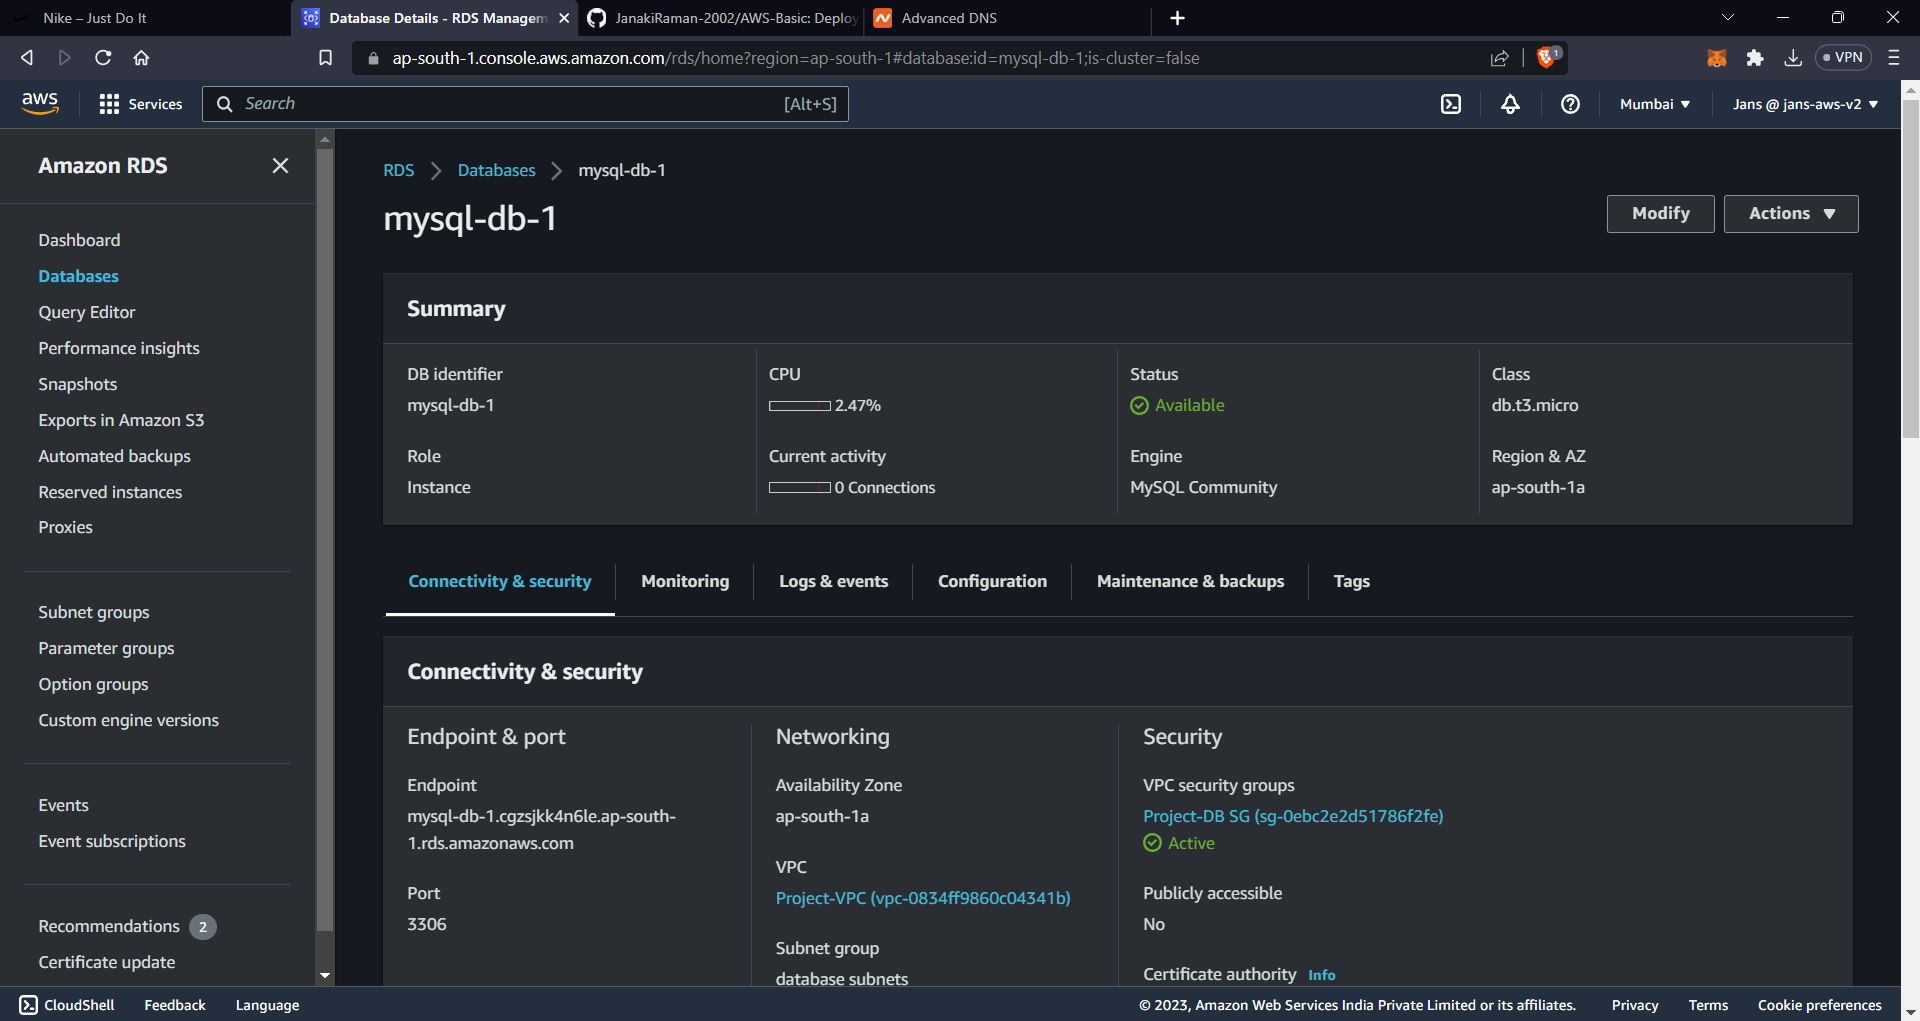 Nike – Just Do It
Database Details - RDS Managem
JanakiRaman-2002/AWS-Basic: Deploy
Advanced DNS
ap-south-1.console.aws.amazon.com/rds/home?region=ap-south-1#database:id=mysql-db-1;is-cluster=false
1
VPN
aws
Services
Search
[Alt+S]
Mumbai
Jans @ jans-aws-v2
Amazon RDS
Dashboard
Databases
Query Editor
Performance insights
Snapshots
Exports in Amazon S3
Automated backups
Reserved instances
Proxies
Subnet groups
Parameter groups
Option groups
Custom engine versions
Events
Event subscriptions
Recommendations 2
Certificate update
RDS
Databases
mysql-db-1
mysql-db-1
Modify
Actions
Summary
DB identifier
mysql-db-1
CPU
2.47%
Status
Available
Class
db.t3.micro
Role
Instance
Current activity
0 Connections
Engine
MySQL Community
Region & AZ
ap-south-1a
Connectivity & security
Monitoring
Logs & events
Configuration
Maintenance & backups
Tags
Connectivity & security
Endpoint & port
Endpoint
mysql-db-1.cgzsjkk4n6le.ap-south-
1.rds.amazonaws.com
Port
3306
Networking
Availability Zone
ap-south-1a
VPC
Project-VPC (vpc-0834ff9860c04341b)
Subnet group
database subnets
Security
VPC security groups
Project-DB SG (sg-0ebc2e2d51786f2fe)
Active
Publicly accessible
No
Certificate authority Info
CloudShell
Feedback
Language
© 2023, Amazon Web Services India Private Limited or its affiliates.
Privacy
Terms
Cookie preferences